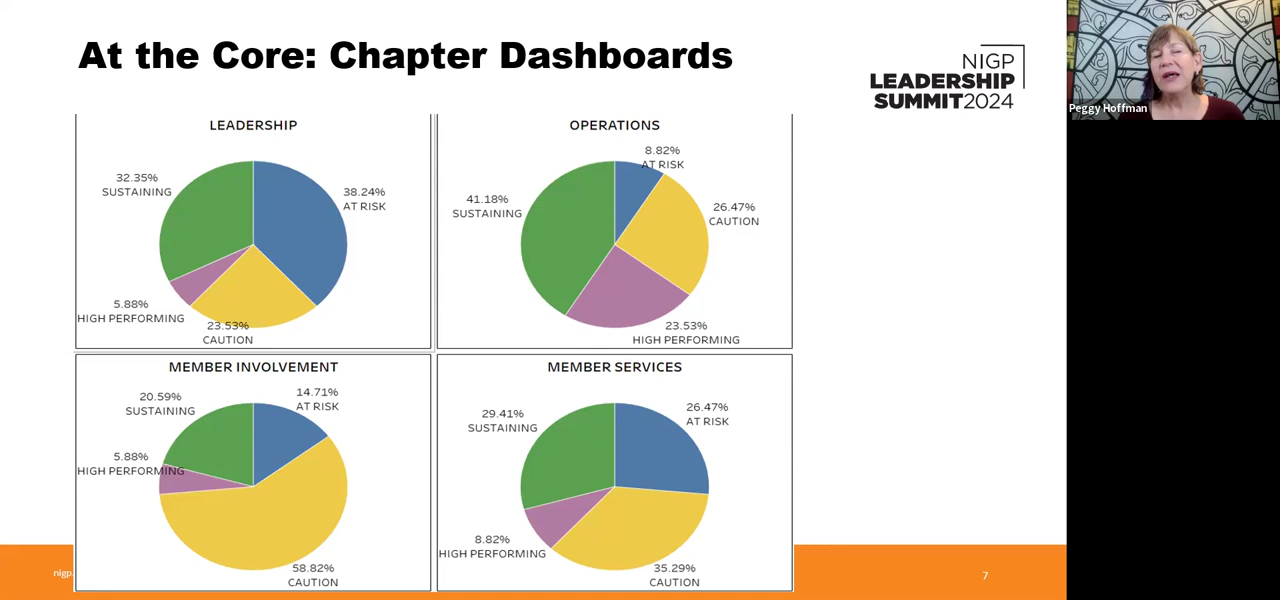 At the Core: Chapter Dashboards
NIGP
LEADERSHIP
SUMMIT2024
Peggy Hoffman
LEADERSHIP
32.35%
SUSTAINING
38.24%
AT RISK
5.88%
HIGH PERFORMING
23.53%
CAUTION
OPERATIONS
8.82%
AT RISK
41.18%
SUSTAINING
26.47%
CAUTION
23.53%
HIGH PERFORMING
MEMBER INVOLVEMENT
20.59%
SUSTAINING
14.71%
AT RISK
5.88%
HIGH PERFORMING
58.82%
CAUTION
MEMBER SERVICES
29.41%
SUSTAINING
26.47%
AT RISK
8.82%
HIGH PERFORMING
35.29%
CAUTION
nigp.
7